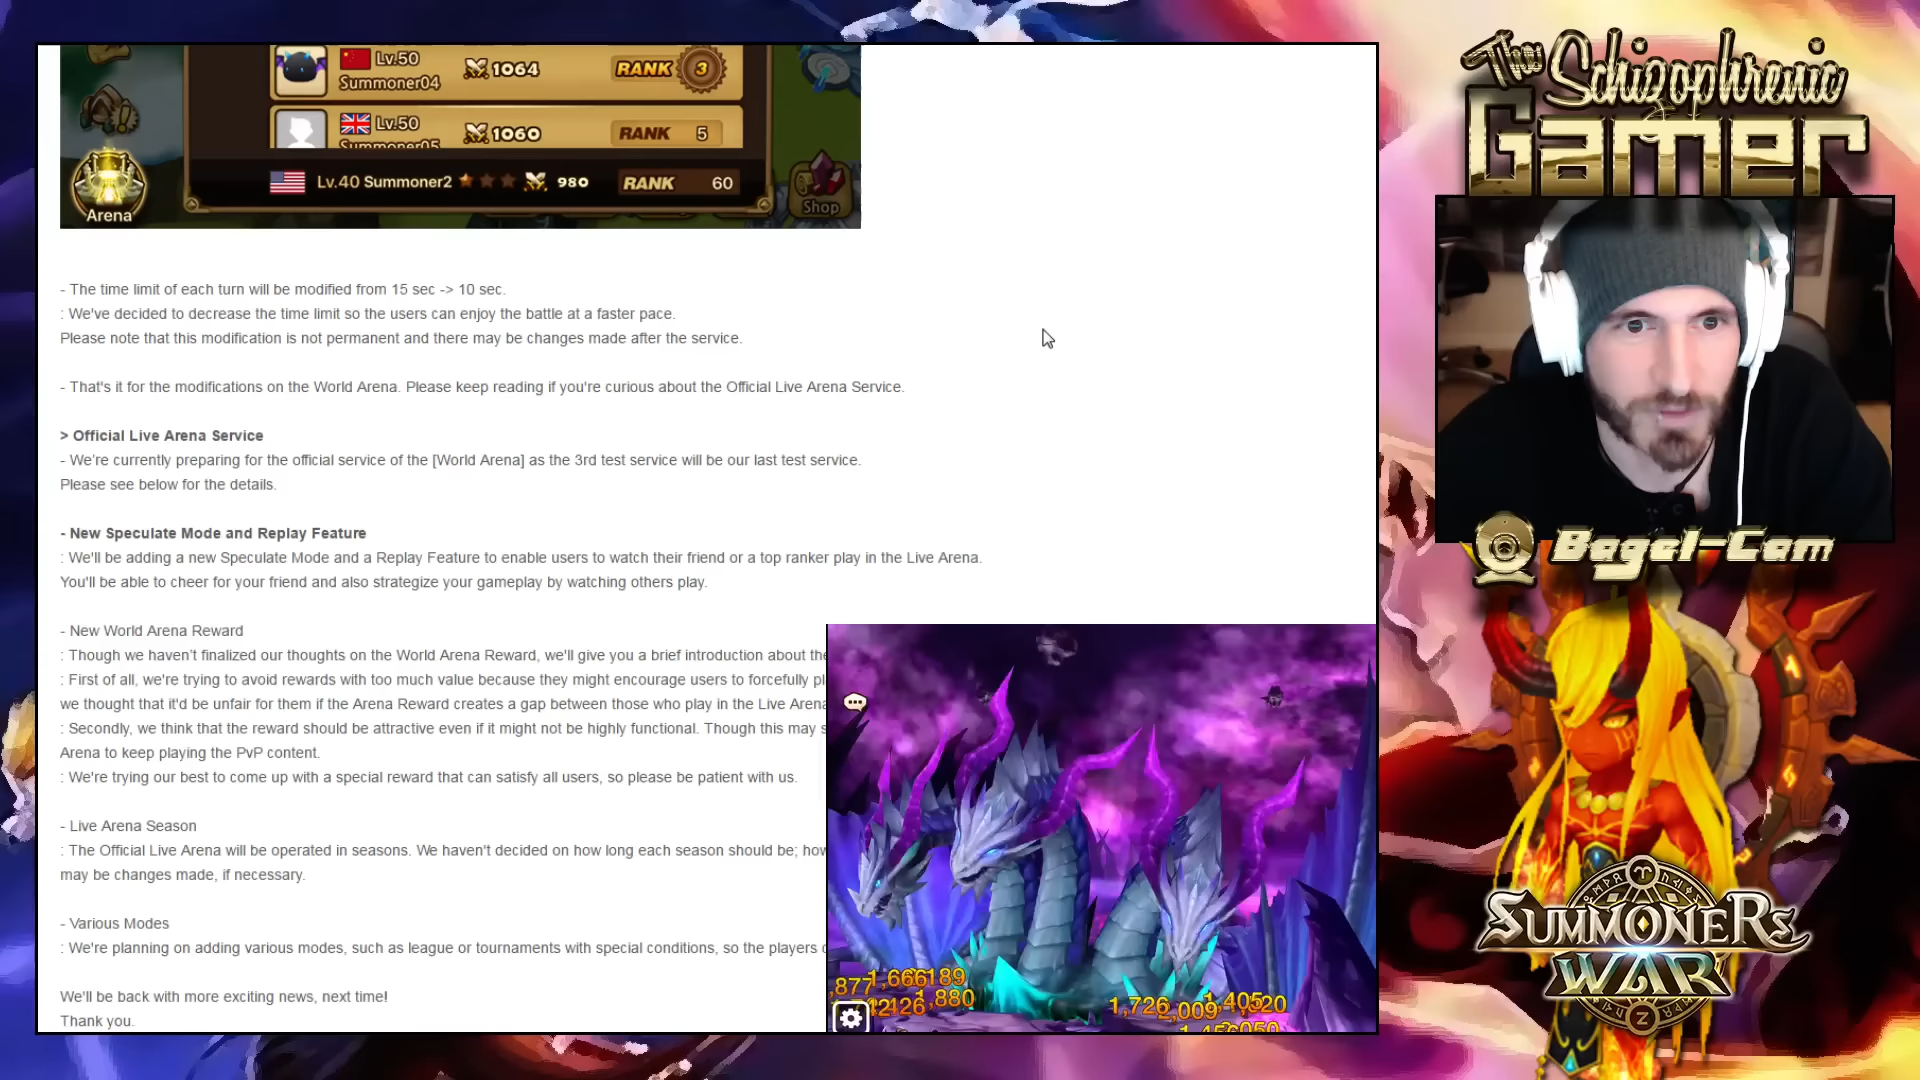 Lv.50
Summoner04
1064
RANK 3
Lv.50
Summoner05
1060
RANK 5
Lv.40 Summoner2
980
RANK 60
Arena
Shop
- The time limit of each turn will be modified from 15 sec -> 10 sec.
: We've decided to decrease the time limit so the users can enjoy the battle at a faster pace.
Please note that this modification is not permanent and there may be changes made after the service.
- That's it for the modifications on the World Arena. Please keep reading if you're curious about the Official Live Arena Service.
> Official Live Arena Service
- We're currently preparing for the official service of the [World Arena] as the 3rd test service will be our last test service.
Please see below for the details.
- New Speculate Mode and Replay Feature
: We'll be adding a new Speculate Mode and a Replay Feature to enable users to watch their friend or a top ranker play in the Live Arena.
You'll be able to cheer for your friend and also strategize your gameplay by watching others play.
- New World Arena Reward
: Though we haven't finalized our thoughts on the World Arena Reward, we'll give you a brief introduction about the
: First of all, we're trying to avoid rewards with too much value because they might encourage users to forcefully pl
we thought that it'd be unfair for them if the Arena Reward creates a gap between those who play in the Live Arena
: Secondly, we think that the reward should be attractive even if it might not be highly functional. Though this may s
Arena to keep playing the PvP content.
: We're trying our best to come up with a special reward that can satisfy all users, so please be patient with us.
- Live Arena Season
: The Official Live Arena will be operated in seasons. We haven't decided on how long each season should be; how
may be changes made, if necessary.
- Various Modes
: We're planning on adding various modes, such as league or tournaments with special conditions, so the players
We'll be back with more exciting news, next time!
Thank you.
1,880
1,726
2,009
1,405
The Schizophrenic
Gamer
Bagel-Cam
SUMMONERS
WAR